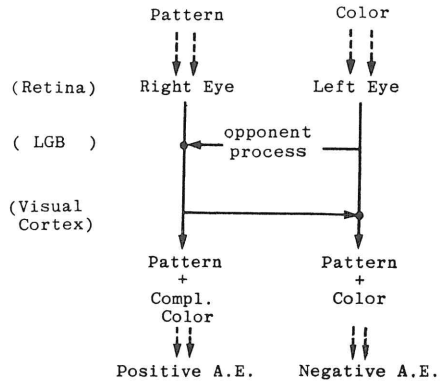 Pattern Color
(Retina) Right Eye Left Eye
( LGB ) opponent
process
(Visual
Cortex)
Pattern Pattern
+ +
Compl. Color
Color
Positive A.E. Negative A.E.